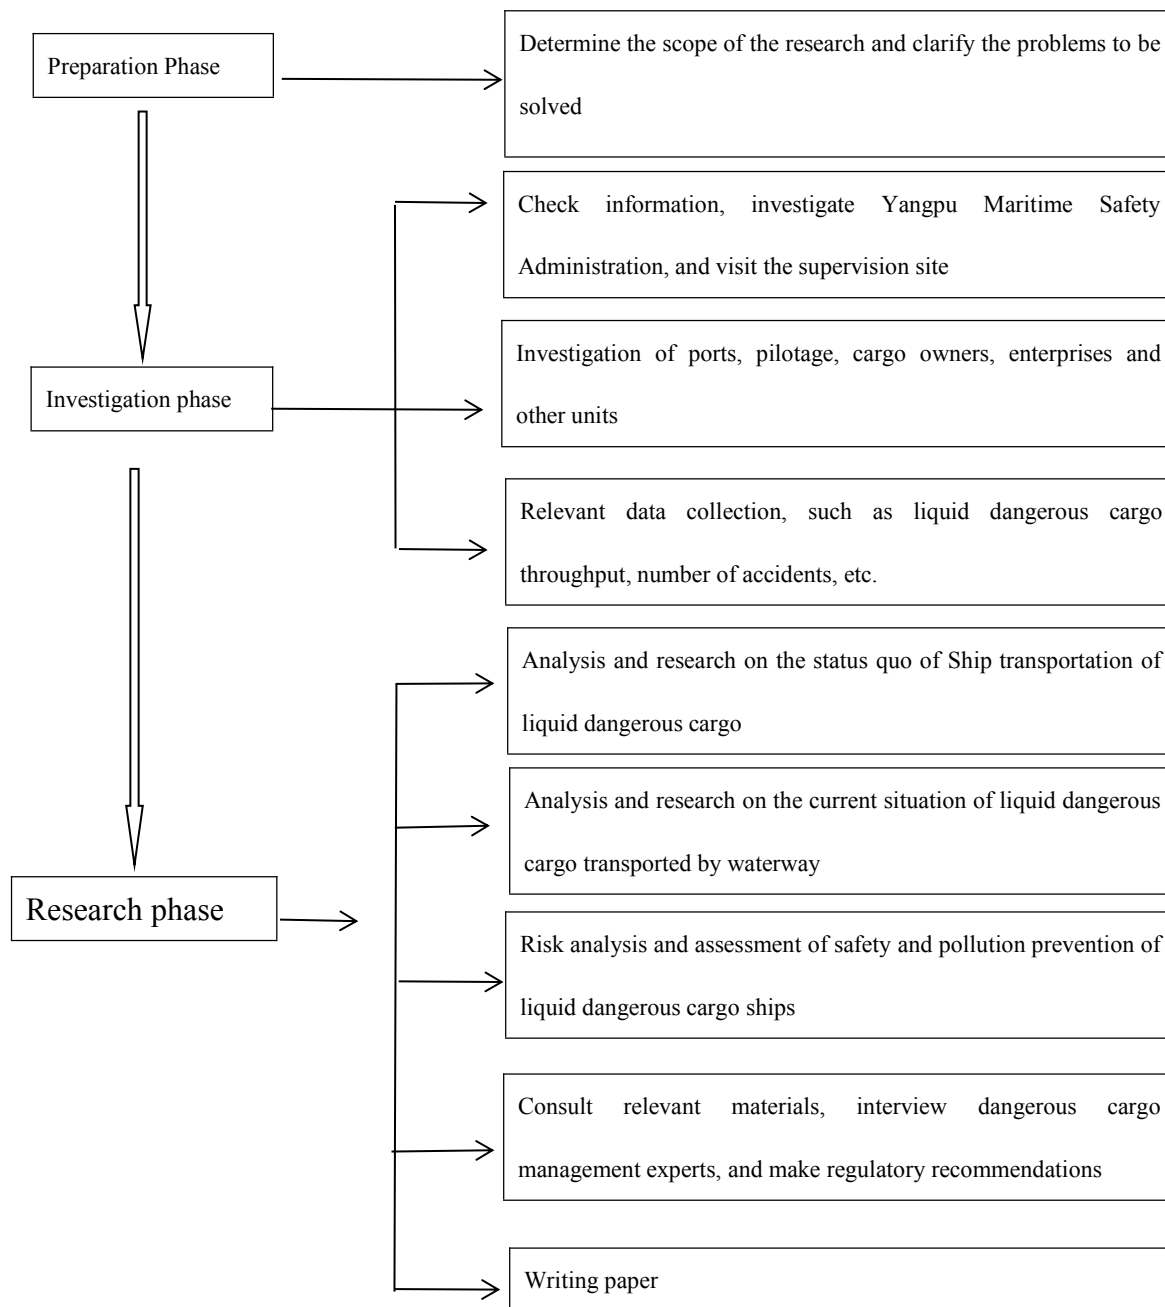 Preparation Phase
Determine the scope of the research and clarify the problems to be
solved
Check information, investigate Yangpu Maritime Safety
Administration, and visit the supervision site
Investigation phase
Investigation of ports, pilotage, cargo owners, enterprises and
other units
Relevant data collection, such as liquid dangerous cargo
throughput, number of accidents, etc.
Research phase
Analysis and research on the status quo of Ship transportation of
liquid dangerous cargo
Analysis and research on the current situation of liquid dangerous
cargo transported by waterway
Risk analysis and assessment of safety and pollution prevention of
liquid dangerous cargo ships
Consult relevant materials, interview dangerous cargo
management experts, and make regulatory recommendations
Writing paper